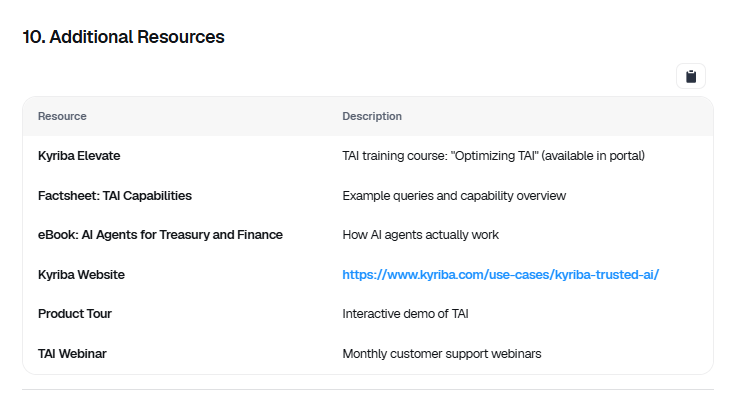 10. Additional Resources
Resource Description
Kyriba Elevate TAI training course: "Optimizing TAI" (available in portal)
Factsheet: TAI Capabilities Example queries and capability overview
eBook: AI Agents for Treasury and Finance How AI agents actually work
Kyriba Website https://www.kyriba.com/use-cases/kyriba-trusted-ai/
Product Tour Interactive demo of TAI
TAI Webinar Monthly customer support webinars